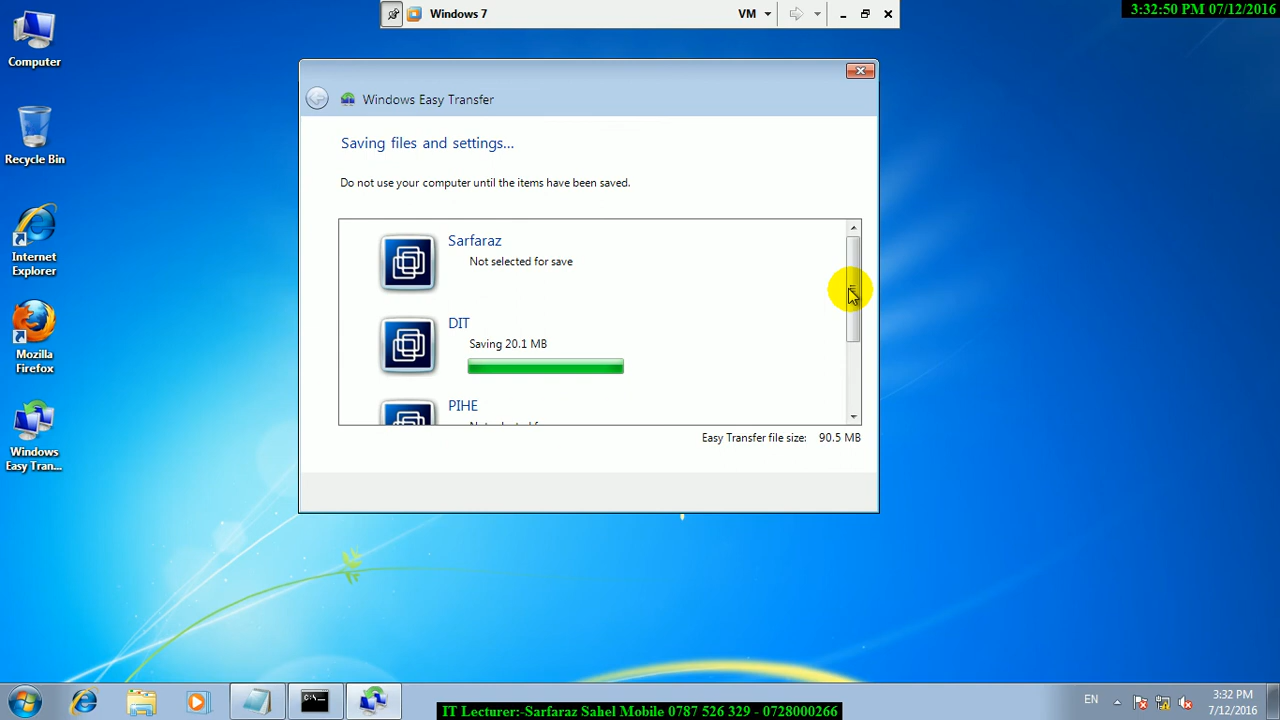 Windows 7
VM
3:32:50 PM 07/12/2016
Computer
Recycle Bin
Internet
Explorer
Mozilla
Firefox
Windows
Easy Tran...
Windows Easy Transfer
Saving files and settings...
Do not use your computer until the items have been saved.
Sarfaraz
Not selected for save
DIT
Saving 20.1 MB
PIHE
Easy Transfer file size: 90.5 MB
C:\
EN
3:32 PM
7/12/2016
IT Lecturer:-Sarfaraz Sahel Mobile 0787 526 329 - 0728000266